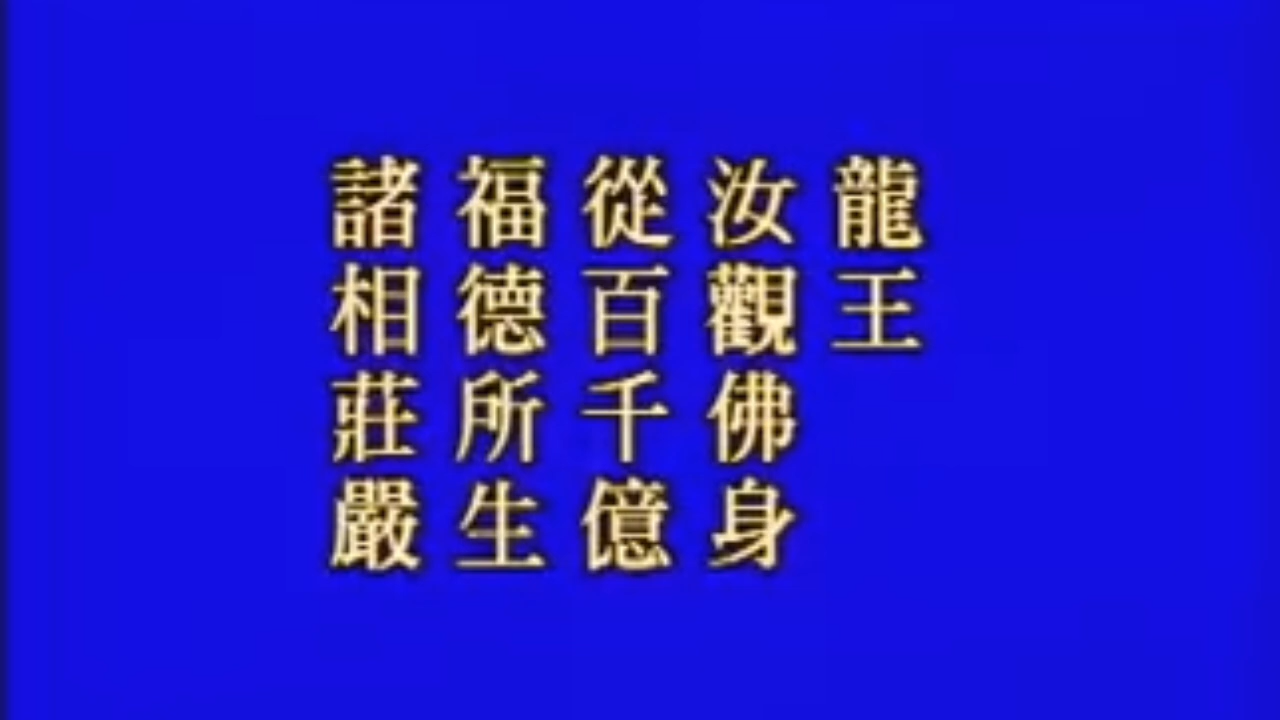 龍王
汝觀佛身
從百千億
福德所生
諸相莊嚴